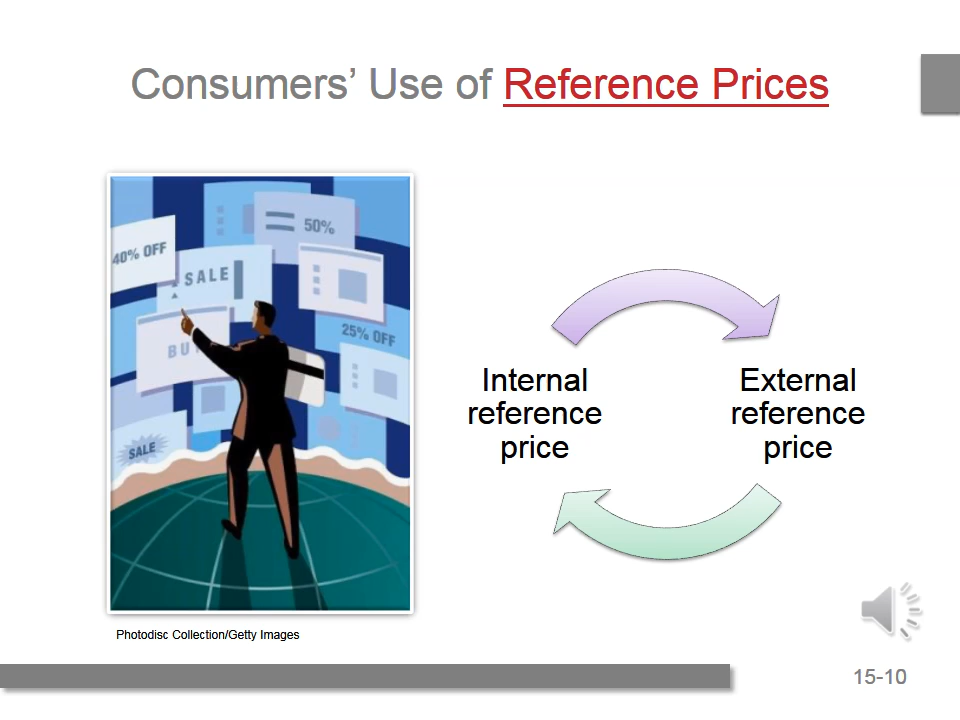 Consumers’ Use of Reference Prices
50%
40% OFF
SALE
25% OFF
SALE
Internal
reference
price
External
reference
price
Photodisc Collection/Getty Images
15-10